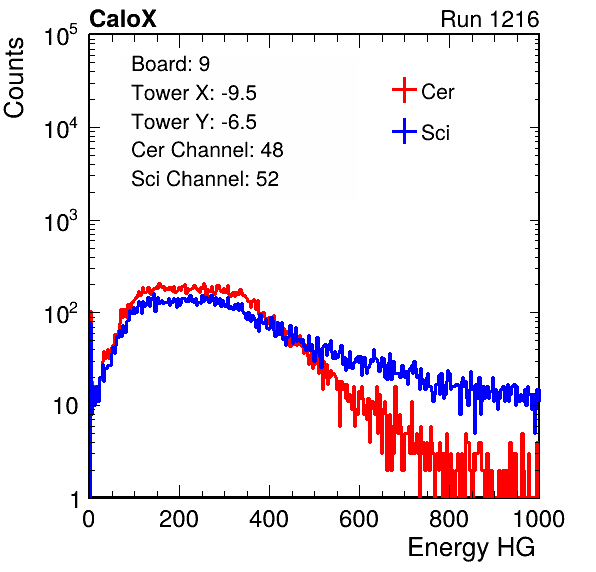 CaloX Run 1216
Counts
10^5
10^4
10^3
10^2
10
1
Board: 9
Tower X: -9.5
Tower Y: -6.5
Cer Channel: 48
Sci Channel: 52
Cer
Sci
0 200 400 600 800 1000
Energy HG